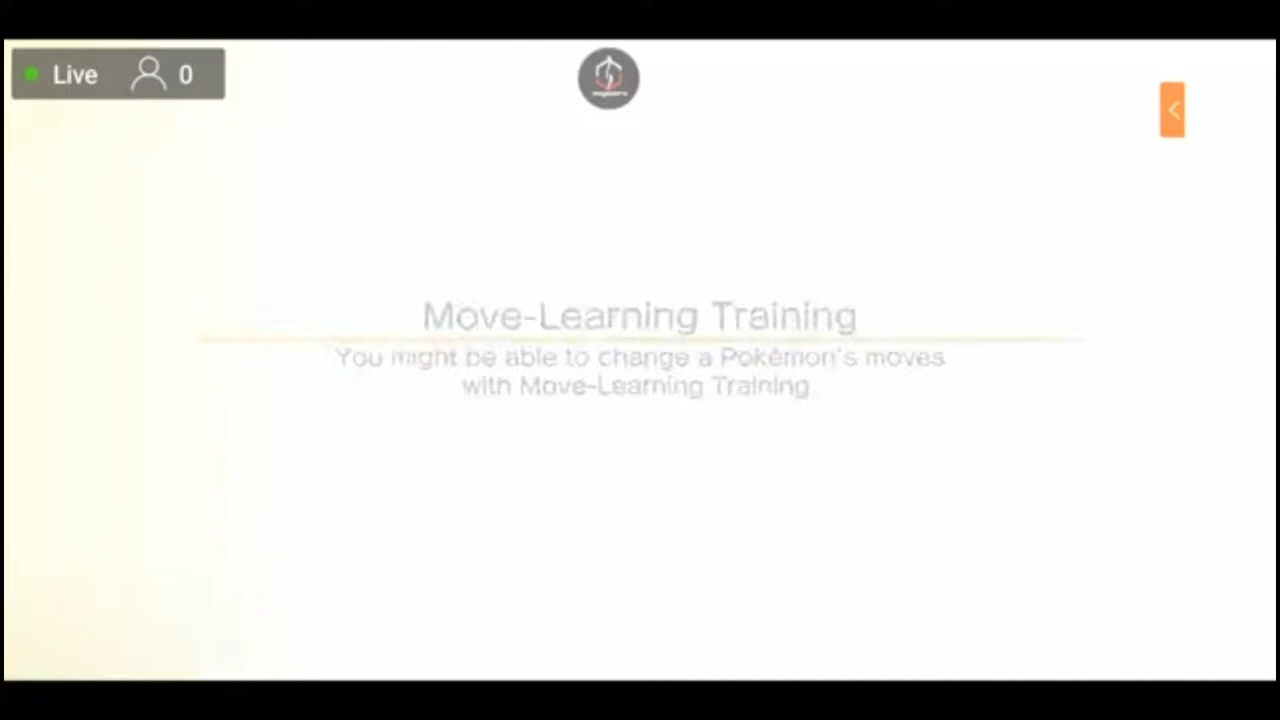 Live 0
Move-Learning Training
You might be able to change a Pokémon's moves
with Move-Learning Training